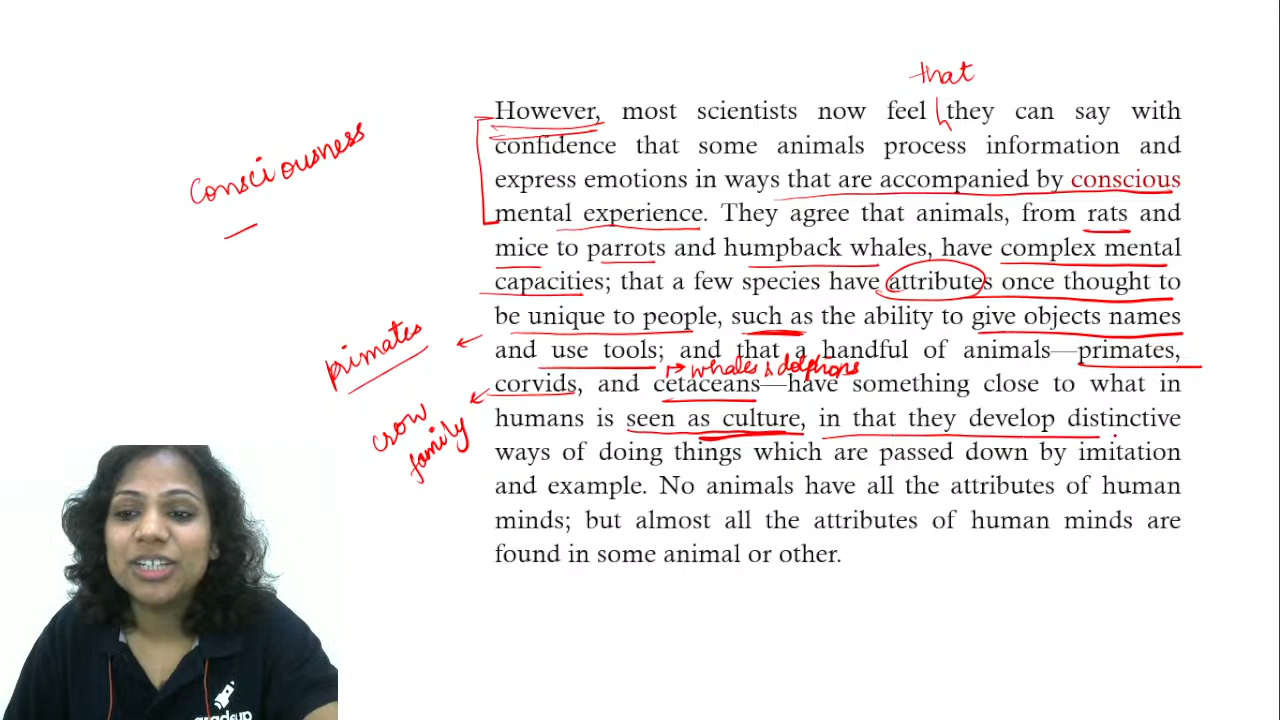 that
However, most scientists now feel they can say with
confidence that some animals process information and
express emotions in ways that are accompanied by conscious
mental experience. They agree that animals, from rats and
mice to parrots and humpback whales, have complex mental
capacities; that a few species have attributes once thought to
be unique to people, such as the ability to give objects names
and use tools; and that a handful of animals—primates,
whales & dolphins
corvids, and cetaceans—have something close to what in
humans is seen as culture, in that they develop distinctive
ways of doing things which are passed down by imitation
and example. No animals have all the attributes of human
minds; but almost all the attributes of human minds are
found in some animal or other.
Consciousness
primates
crow
family
gradeup